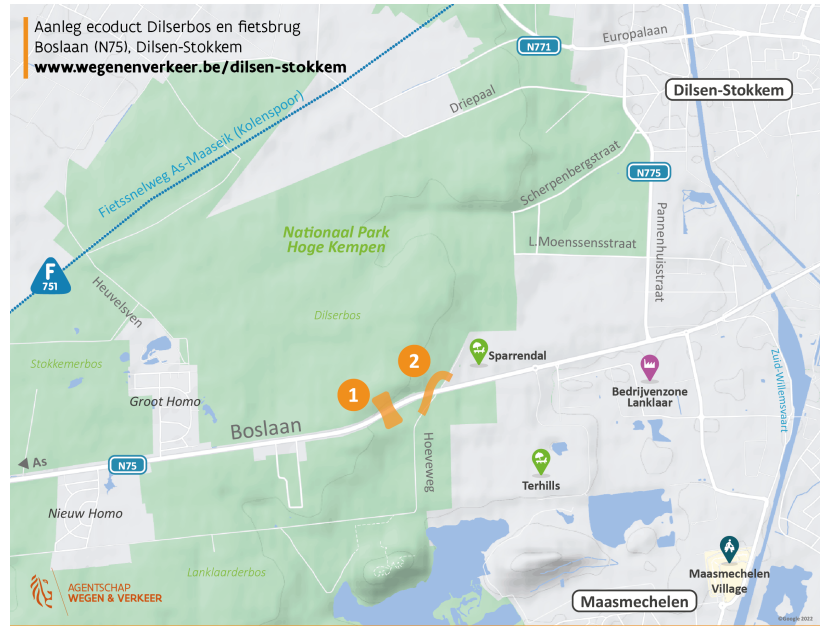 Aanleg ecoduct Dilserbos en fietsbrug
Boslaan (N75), Dilsen-Stokkem
www.wegenenverkeer.be/dilsen-stokkem
N771
Europalaan
Dilsen-Stokkem
Driepaal
Fietssnelweg As-Maaseik (Kolenspoor)
Scherpenbergstraat
N775
Nationaal Park
Hoge Kempen
L.Moenssensstraat
Pannenhuisstraat
F
751
Heuvelsven
Dilserbos
Stokkemerbos
2
Sparrendal
Zuid-Willemsvaart
1
Bedrijvenzone
Lanklaar
Groot Homo
Boslaan
Hoeveweg
As
N75
Terhills
Nieuw Homo
Lanklaarderbos
Maasmechelen
Village
AGENTSCHAP
WEGEN & VERKEER
Maasmechelen
©Google 2022